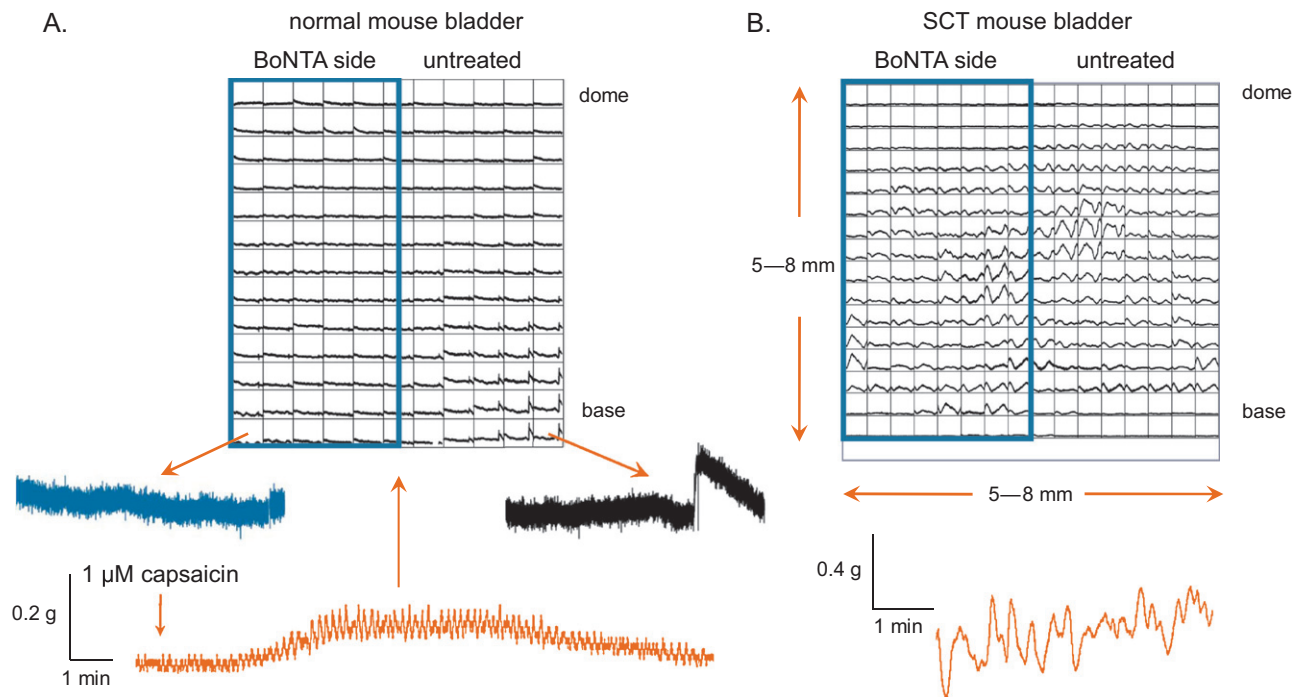 A.
normal mouse bladder
BoNTA side
untreated
dome
base
1 µM capsaicin
0.2 g
1 min
B.
SCT mouse bladder
BoNTA side
untreated
dome
5—8 mm
base
5—8 mm
0.4 g
1 min